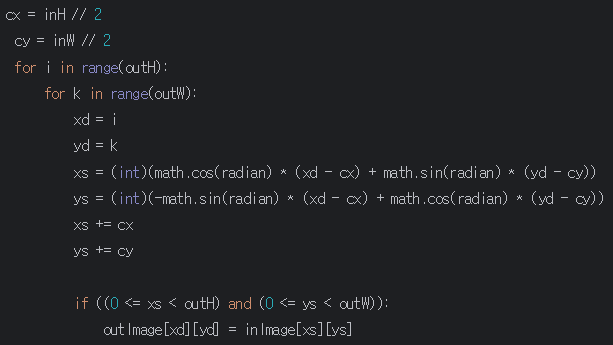 cx = inH // 2
cy = inW // 2
for i in range(outH):
for k in range(outW):
xd = i
yd = k
xs = (int)(math.cos(radian) * (xd - cx) + math.sin(radian) * (yd - cy))
ys = (int)(-math.sin(radian) * (xd - cx) + math.cos(radian) * (yd - cy))
xs += cx
ys += cy
if ((0 <= xs < outH) and (0 <= ys < outW)):
outImage[xd][yd] = inImage[xs][ys]